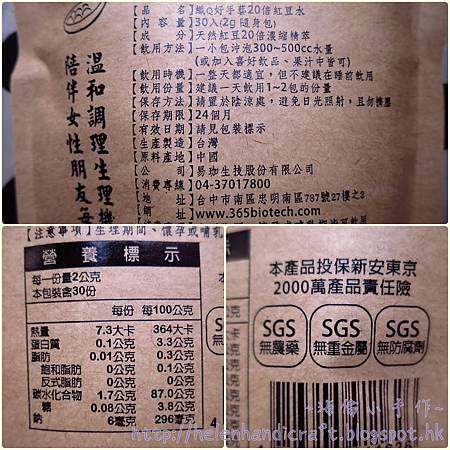 【品　　名】纖Q好手藝20倍紅豆水
【內 容 量】30入(2g 隨身包)
【成　　分】天然紅豆20倍濃縮精萃
【飲用方法】一小包沖泡300~500cc水量
(或加入喜好飲品、果汁中皆可)
【飲用時機】一整天都適宜，但不建議在睡前飲用
【飲用份量】建議一天飲用1~2包的份量
【保存方法】請置於陰涼處，避免日光照射，且勿擠壓
【保存期限】24個月
【有效日期】請見包裝標示
【生產製造】台灣
【原料產地】中國
易珈生技股份有限公司
【消費專線】04-37017800
【地　　址】台中市南區忠明南區787號27樓之2
【網　　www.365biotech.com
溫和調理生理機
陪伴女性朋友每
【注意事項】生理期間、懷孕或哺乳
營養標示
每一份量2公克
本包裝含30份
每份 每100公克
熱量 7.3大卡 364大卡
蛋白質 0.1公克 3.3公克
脂肪 0.01公克 0.3公克
飽和脂肪 0公克 0公克
反式脂肪 0公克 0公克
碳水化合物 1.7公克 87.0公克
糖 0.08公克 3.8公克
鈉 6毫克 296毫克
本產品投保新安東京
2000萬產品責任險
SGS 無農藥
SGS 無重金屬
SGS 無防腐劑
~海倫小手作~
http://helenhandicraft.blogspot.hk